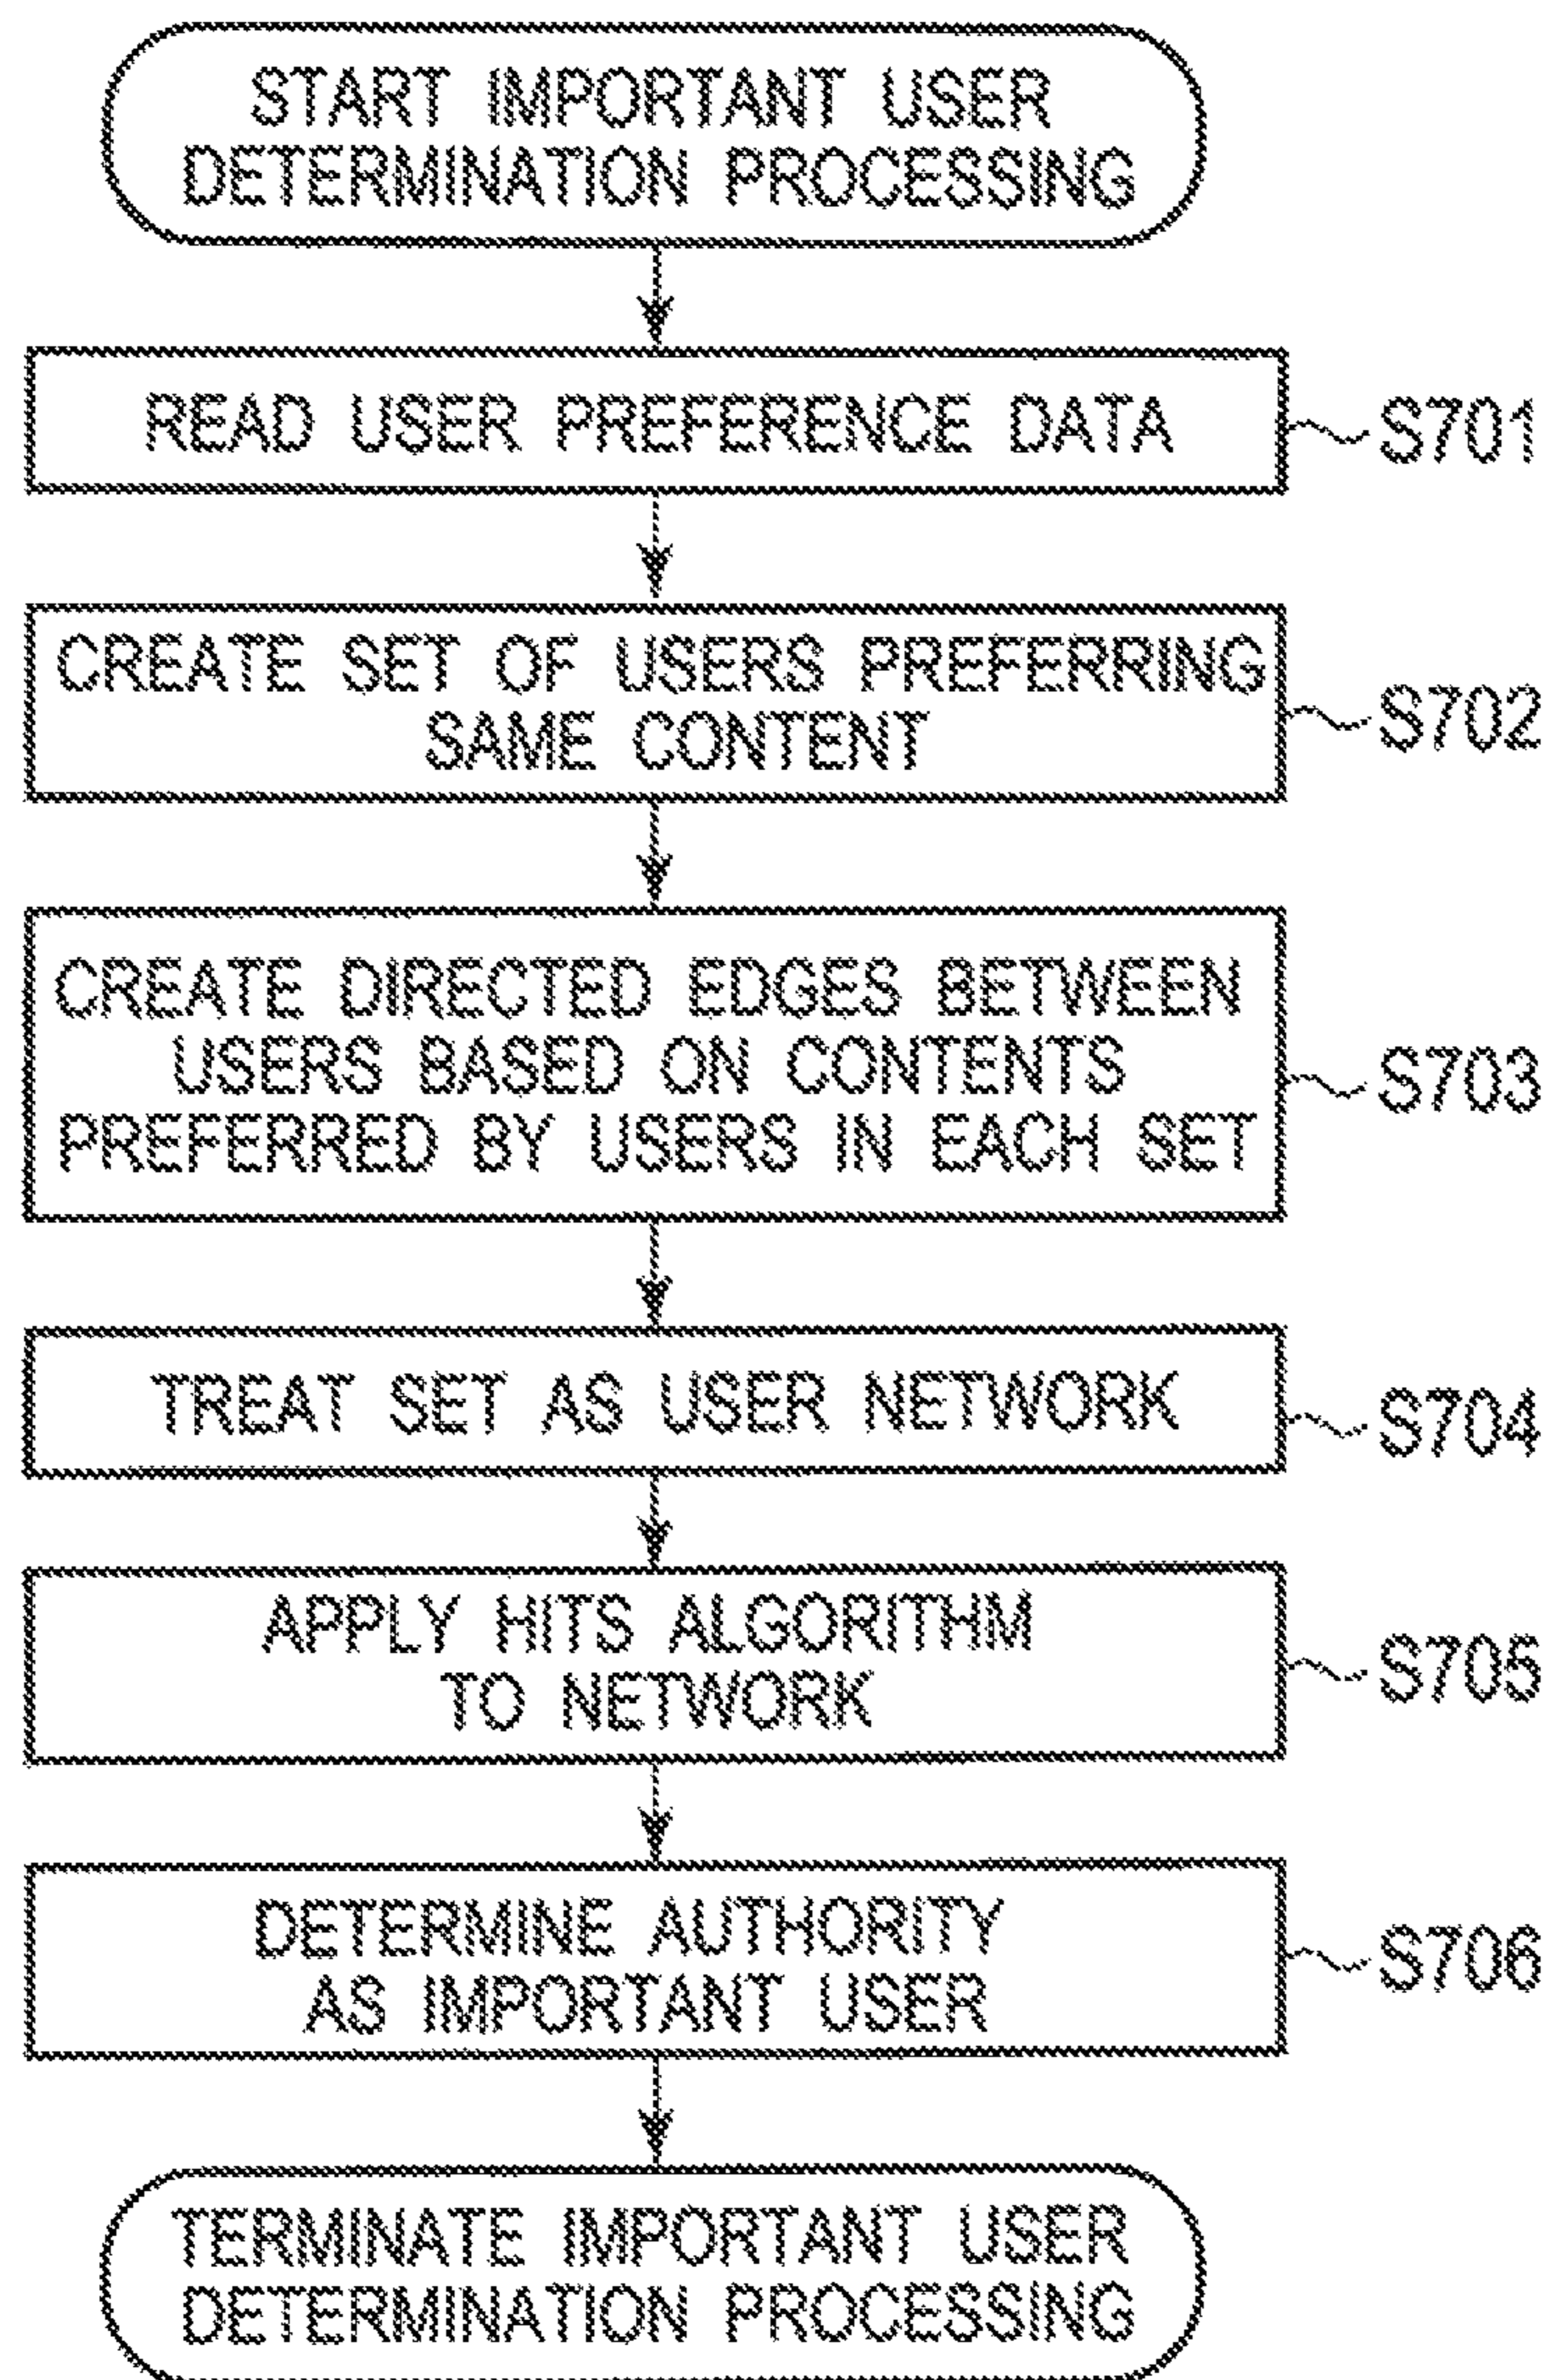 START IMPORTANT USER
DETERMINATION PROCESSING
READ USER PREFERENCE DATA
S701
CREATE SET OF USERS PREFERRING
SAME CONTENT
S702
CREATE DIRECTED EDGES BETWEEN
USERS BASED ON CONTENTS
PREFERRED BY USERS IN EACH SET
S703
TREAT SET AS USER NETWORK
S704
APPLY HITS ALGORITHM
TO NETWORK
S705
DETERMINE AUTHORITY
AS IMPORTANT USER
S706
TERMINATE IMPORTANT USER
DETERMINATION PROCESSING